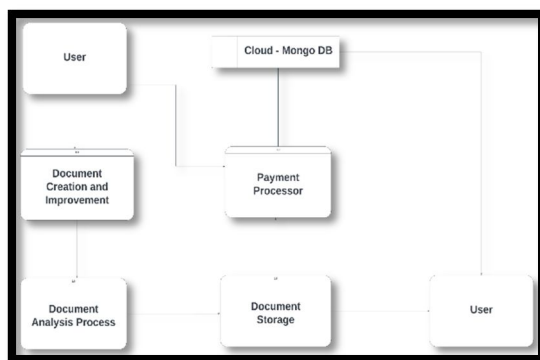 User
Cloud - Mongo DB
Document
Creation and
Improvement
Payment
Processor
Document
Analysis Process
Document
Storage
User